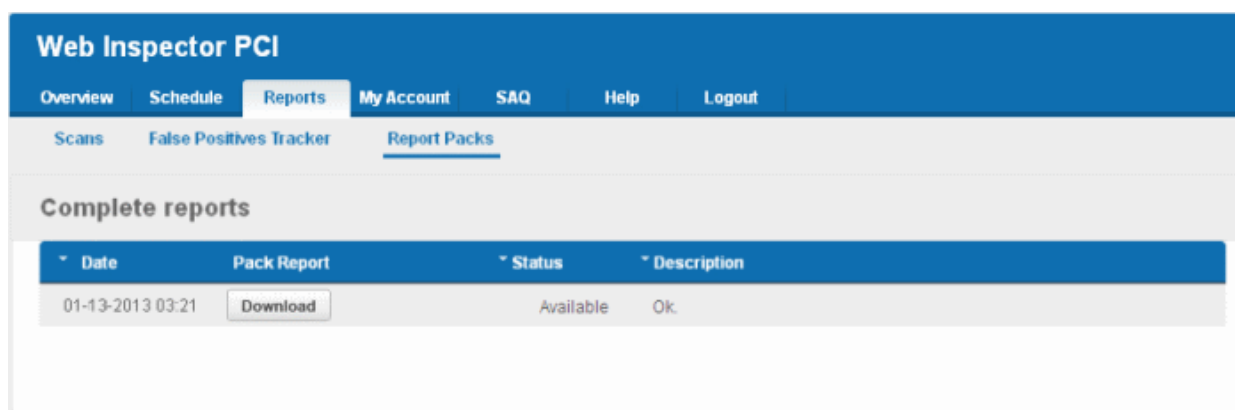 Web Inspector PCI
Overview Schedule Reports My Account SAQ Help Logout
Scans False Positives Tracker Report Packs
Complete reports
Date Pack Report Status Description
01-13-2013 03:21 Download Available Ok.